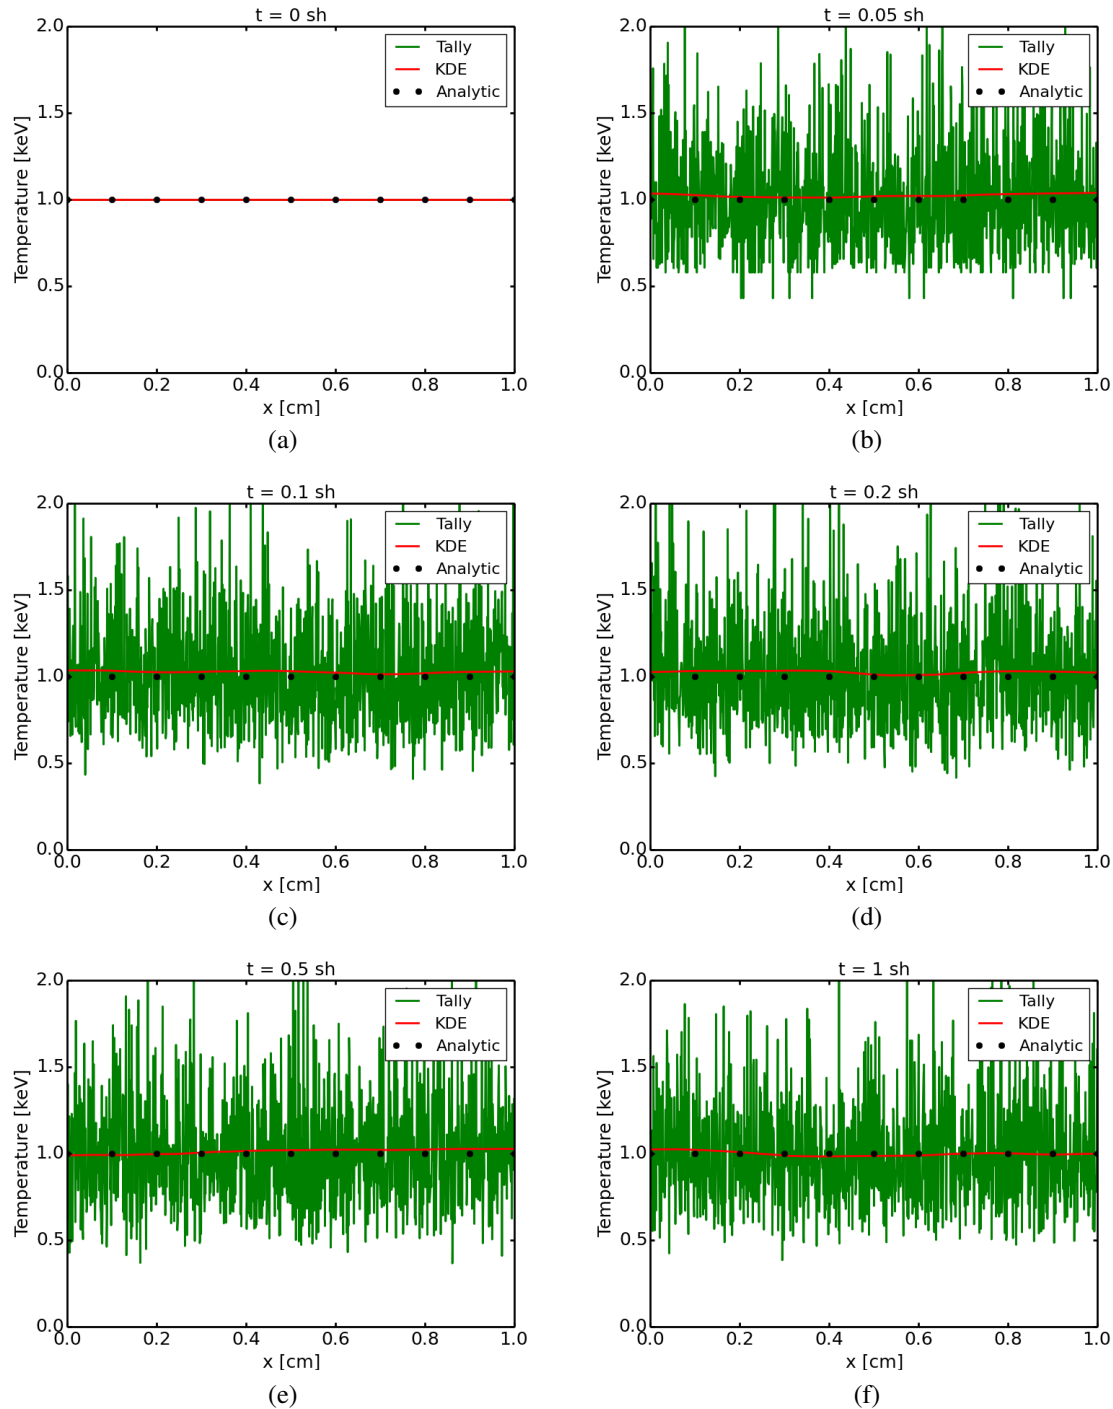 t = 0 sh
2.0
1.5
1.0
0.5
0.0
Temperature [keV]
Tally
KDE
Analytic
0.0 0.2 0.4 0.6 0.8 1.0
x [cm]
(a)
t = 0.05 sh
2.0
1.5
1.0
0.5
0.0
Temperature [keV]
Tally
KDE
Analytic
0.0 0.2 0.4 0.6 0.8 1.0
x [cm]
(b)
t = 0.1 sh
2.0
1.5
1.0
0.5
0.0
Temperature [keV]
Tally
KDE
Analytic
0.0 0.2 0.4 0.6 0.8 1.0
x [cm]
(c)
t = 0.2 sh
2.0
1.5
1.0
0.5
0.0
Temperature [keV]
Tally
KDE
Analytic
0.0 0.2 0.4 0.6 0.8 1.0
x [cm]
(d)
t = 0.5 sh
2.0
1.5
1.0
0.5
0.0
Temperature [keV]
Tally
KDE
Analytic
0.0 0.2 0.4 0.6 0.8 1.0
x [cm]
(e)
t = 1 sh
2.0
1.5
1.0
0.5
0.0
Temperature [keV]
Tally
KDE
Analytic
0.0 0.2 0.4 0.6 0.8 1.0
x [cm]
(f)